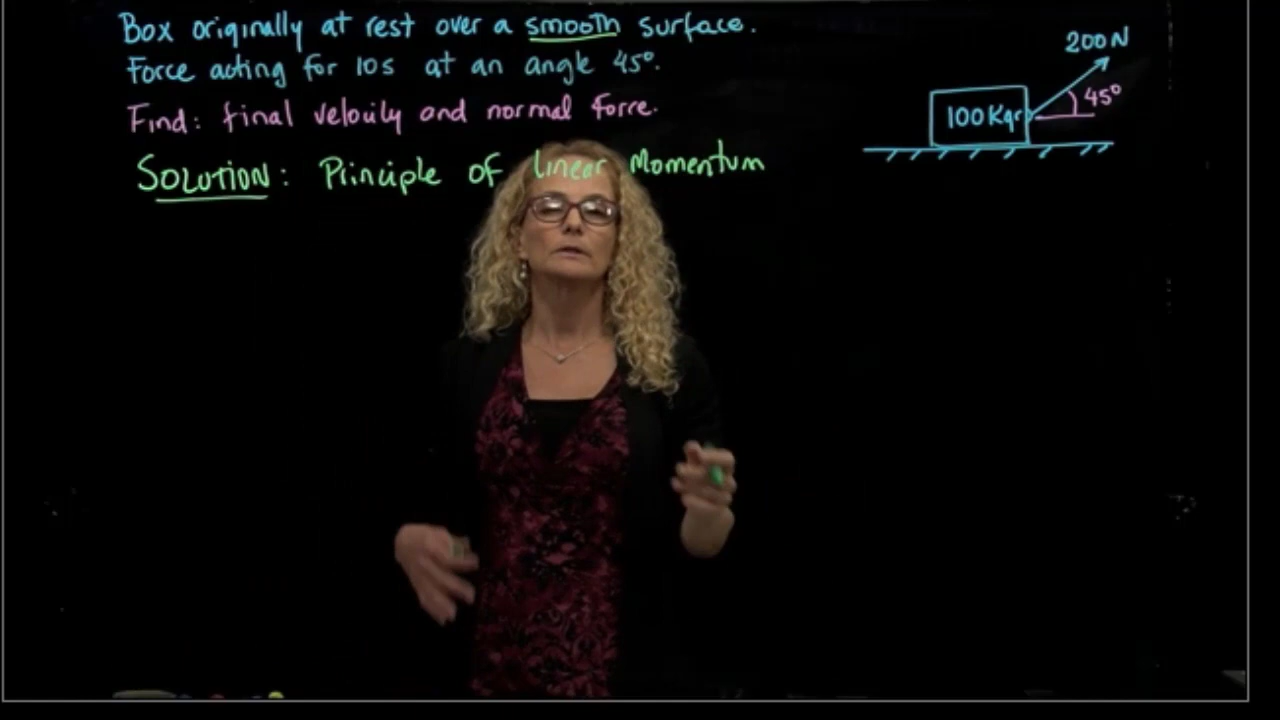 Box originally at rest over a smooth surface.
Force acting for 10s at an angle 45°.
Find: final velocity and normal force.
SOLUTION: Principle of linear Momentum
200N
45°
100Kgr